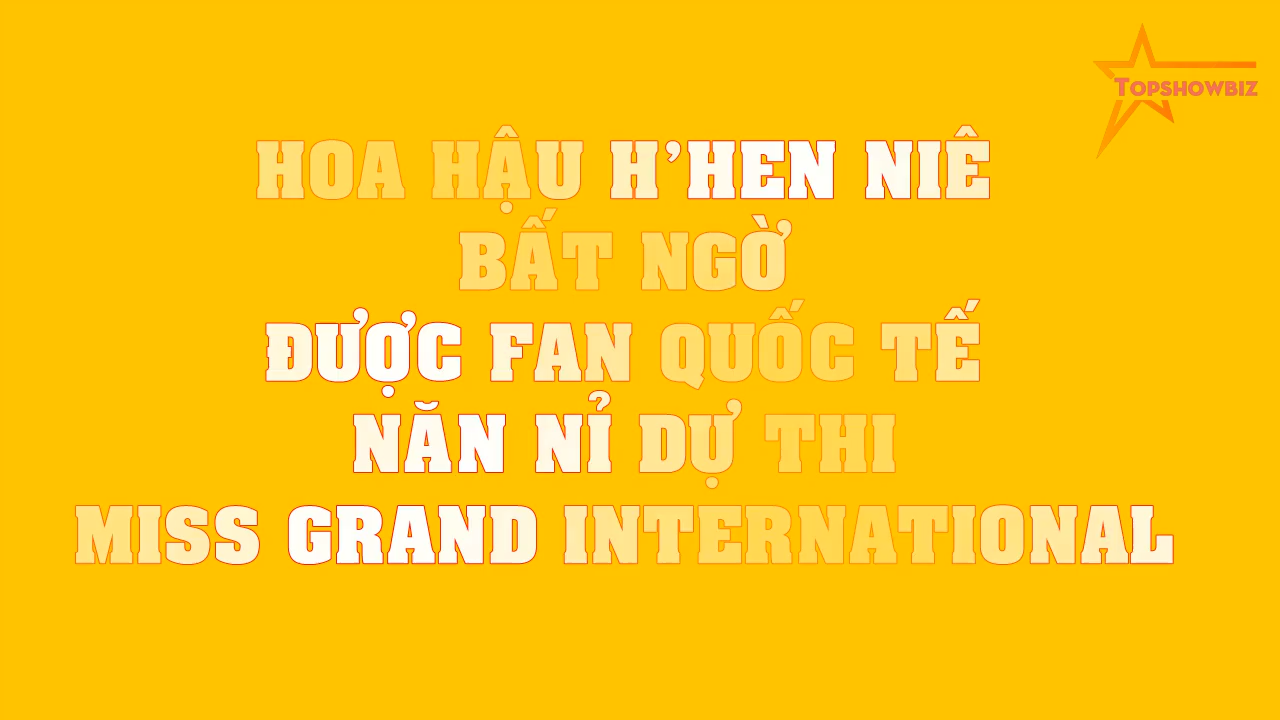 TOPSHOWBIZ
HOA HẬU H'HEN NIÊ
BẤT NGỜ
ĐƯỢC FAN QUỐC TẾ
NĂN NỈ DỰ THI
MISS GRAND INTERNATIONAL